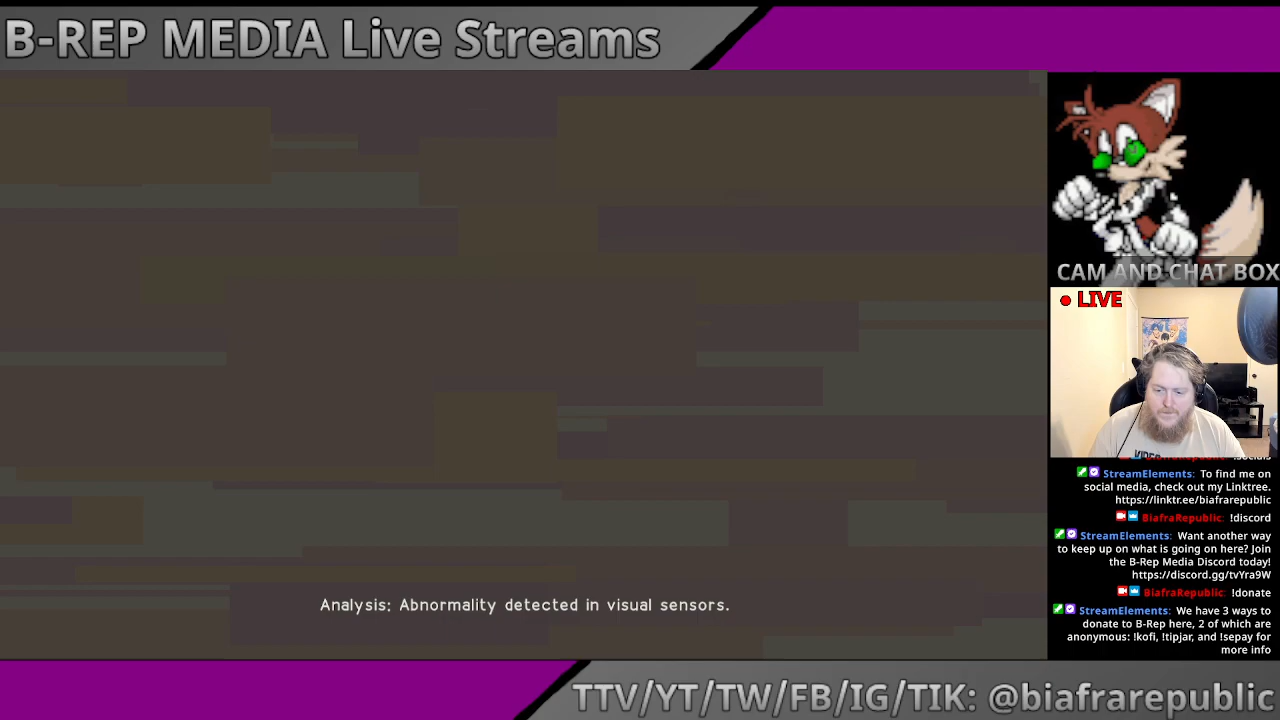 B-REP MEDIA Live Streams
CAM AND CHAT BOX
LIVE
StreamElements: To find me on
social media, check out my Linktree.
https://linktr.ee/biafrarepublic
BiafraRepublic: !discord
StreamElements: Want another way
to keep up on what is going on here? Join
the B-Rep Media Discord today!
https://discord.gg/tvYra9W
BiafraRepublic: !donate
StreamElements: We have 3 ways to
donate to B-Rep here, 2 of which are
anonymous: !kofi, !tipjar, and !sepay for
more info
Analysis: Abnormality detected in visual sensors.
TTV/YT/TW/FB/IG/TIK: @biafrarepublic